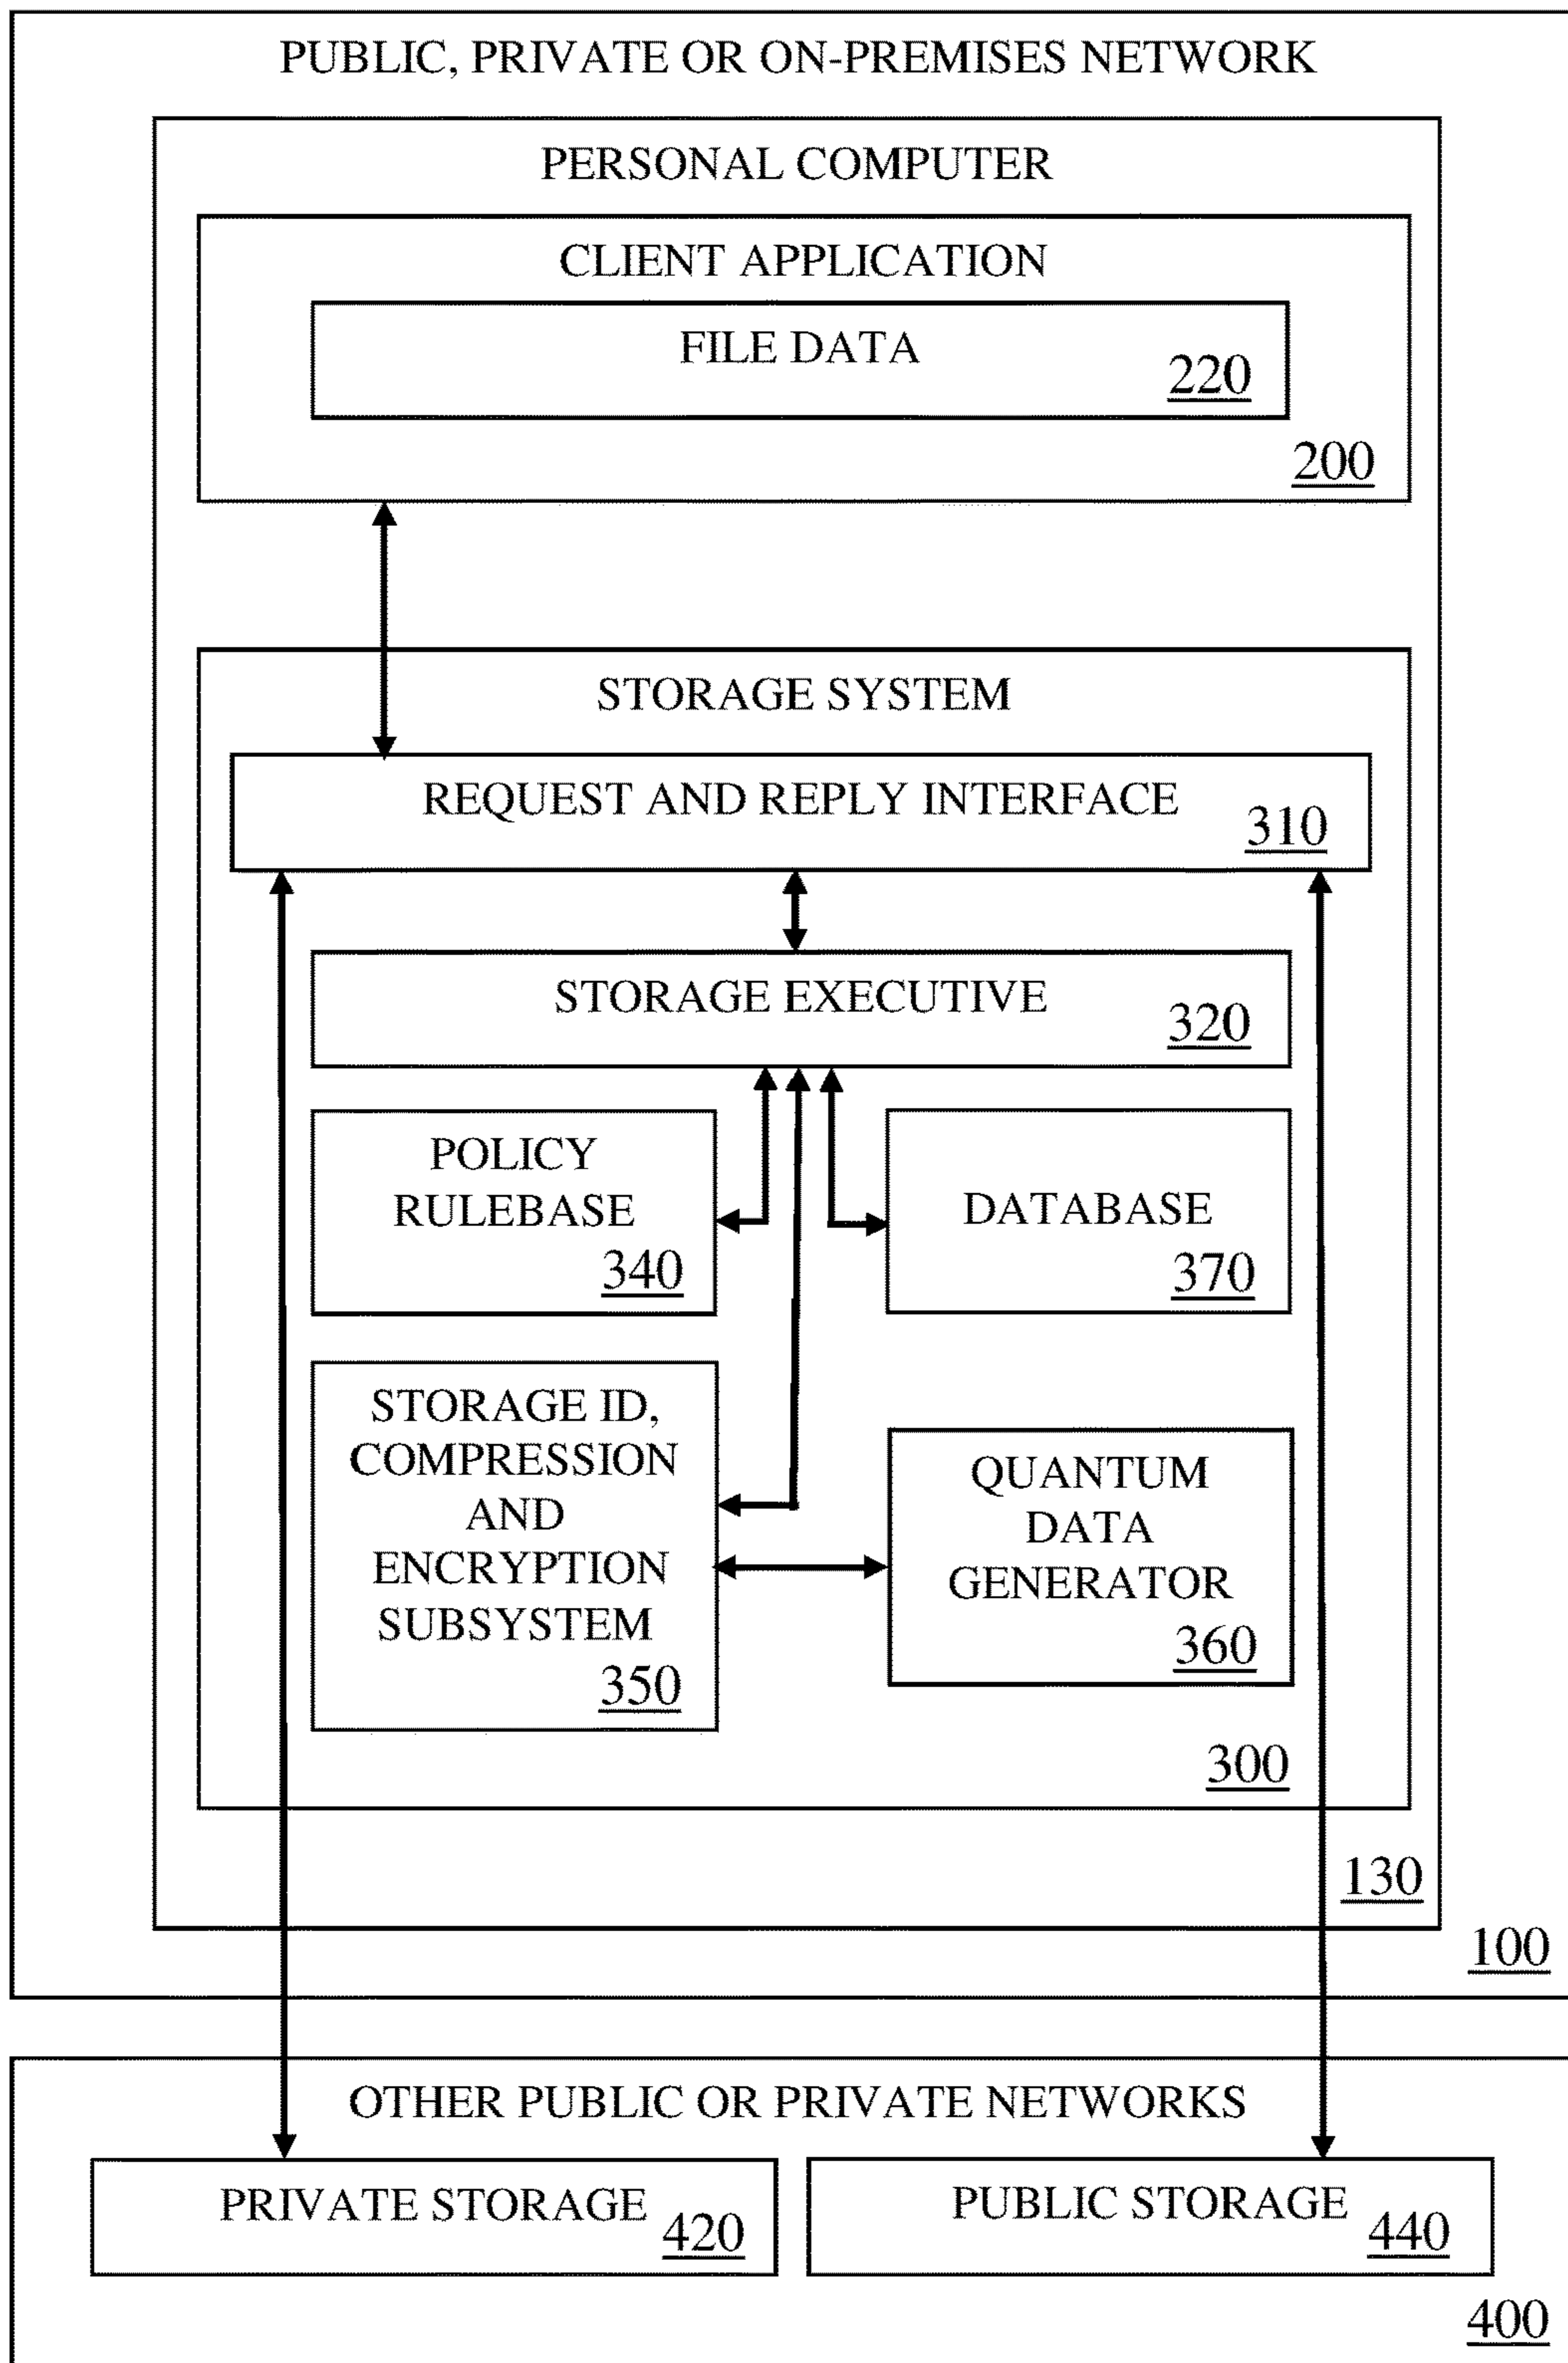 PUBLIC, PRIVATE OR ON-PREMISES NETWORK
PERSONAL COMPUTER
CLIENT APPLICATION
FILE DATA
220
200
STORAGE SYSTEM
REQUEST AND REPLY INTERFACE
310
STORAGE EXECUTIVE
320
POLICY
RULEBASE
340
DATABASE
370
STORAGE ID,
COMPRESSION
AND
ENCRYPTION
SUBSYSTEM
350
QUANTUM
DATA
GENERATOR
360
300
130
100
OTHER PUBLIC OR PRIVATE NETWORKS
PRIVATE STORAGE
420
PUBLIC STORAGE
440
400